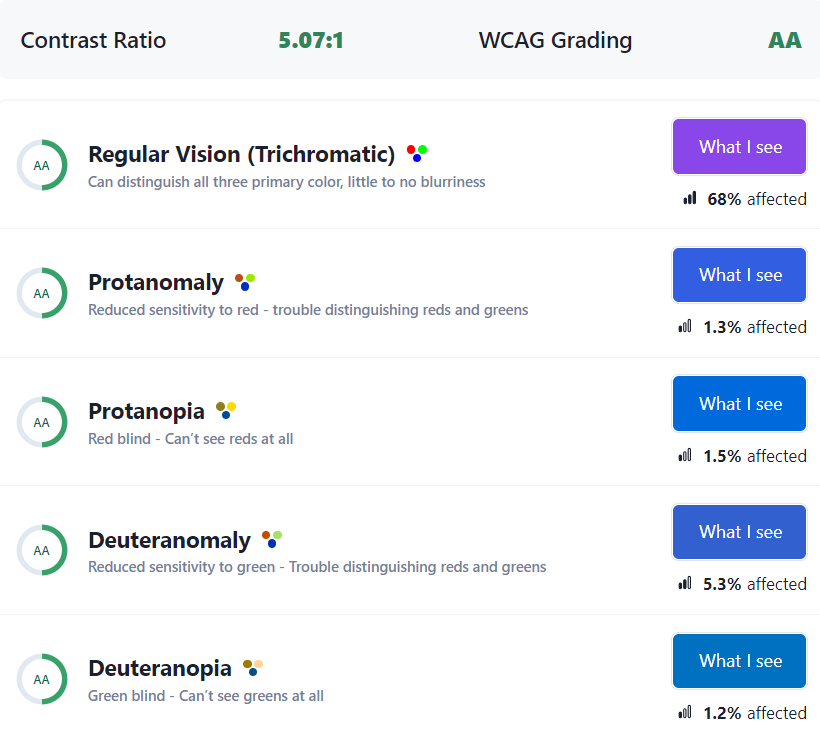 Contrast Ratio 5.07:1 WCAG Grading AA
AA
Regular Vision (Trichromatic)
Can distinguish all three primary color, little to no blurriness
What I see
68% affected
AA
Protanomaly
Reduced sensitivity to red - trouble distinguishing reds and greens
What I see
1.3% affected
AA
Protanopia
Red blind - Can’t see reds at all
What I see
1.5% affected
AA
Deuteranomaly
Reduced sensitivity to green - Trouble distinguishing reds and greens
What I see
5.3% affected
AA
Deuteranopia
Green blind - Can’t see greens at all
What I see
1.2% affected